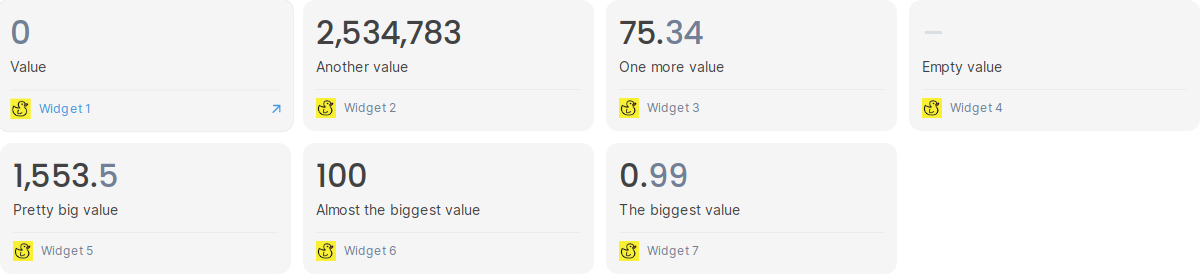 0
Value
Widget 1
2,534,783
Another value
Widget 2
75.34
One more value
Widget 3
–
Empty value
Widget 4
1,553.5
Pretty big value
Widget 5
100
Almost the biggest value
Widget 6
0.99
The biggest value
Widget 7